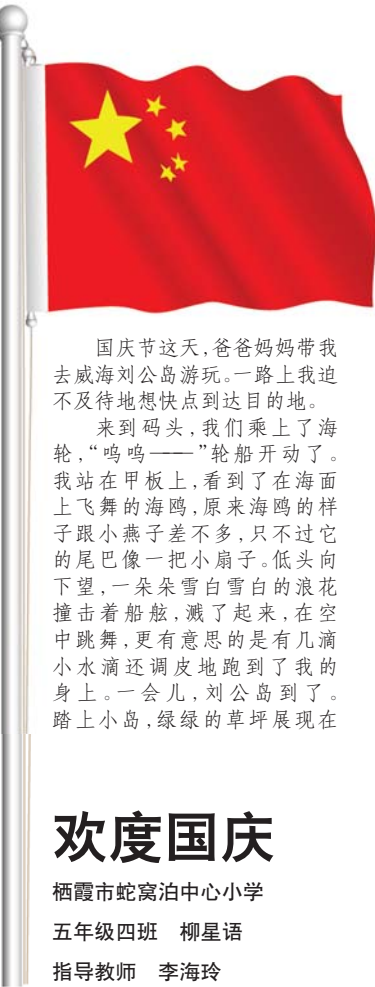 国庆节这天，爸爸妈妈带我
去威海刘公岛游玩。一路上我迫
不及待地想快点到达目的地。
来到码头，我们乘上了海
轮，“呜呜——”轮船开动了。
我站在甲板上，看到了在海面
上飞舞的海鸥，原来海鸥的样
子跟小燕子差不多，只不过它
的尾巴像一把小扇子。低头向
下望，一朵朵雪白雪白的浪花
撞击着船舷，溅了起来，在空
中跳舞，更有意思的是有几滴
小水滴还调皮地跑到了我的
身上。一会儿，刘公岛到了。
踏上小岛，绿绿的草坪展现在
欢度国庆
栖霞市蛇窝泊中心小学
五年级四班　柳星语
指导教师　李海玲